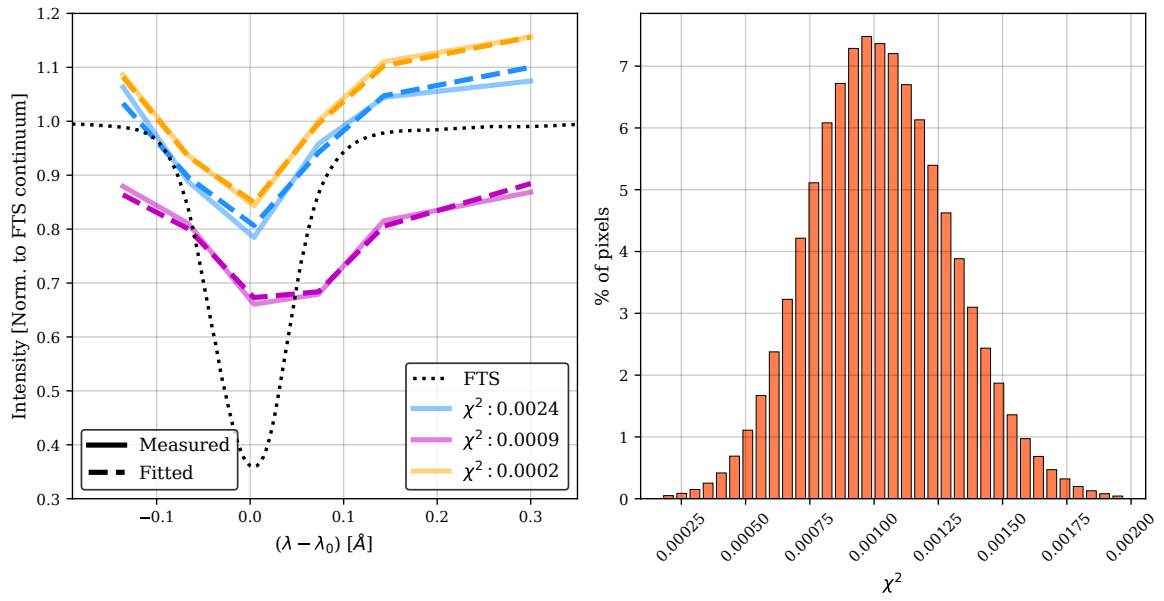 1.2
1.1
1.0
0.9
0.8
0.7
0.6
0.5
0.4
0.3
Intensity [Norm. to FTS continuum]
−0.1 0.0 0.1 0.2 0.3
(λ − λ₀) [Å]
Measured
Fitted
FTS
χ² : 0.0024
χ² : 0.0009
χ² : 0.0002
7
6
5
4
3
2
1
0
% of pixels
0.00025 0.00050 0.00075 0.00100 0.00125 0.00150 0.00175 0.00200
χ²